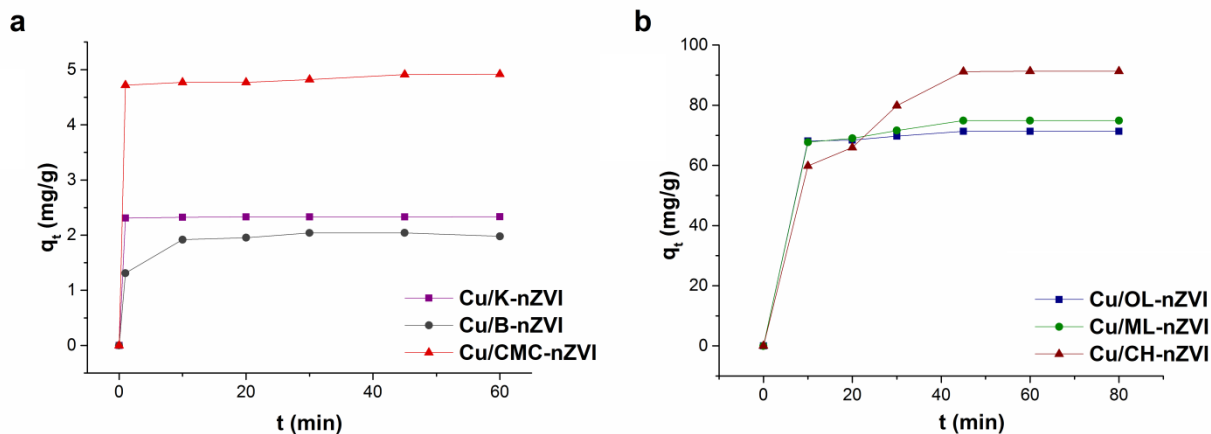 a
5
4
3
2
1
0
q_t (mg/g)
0
20
40
60
t (min)
Cu/K-nZVI
Cu/B-nZVI
Cu/CMC-nZVI
b
100
80
60
40
20
0
q_t (mg/g)
0
20
40
60
80
t (min)
Cu/OL-nZVI
Cu/ML-nZVI
Cu/CH-nZVI